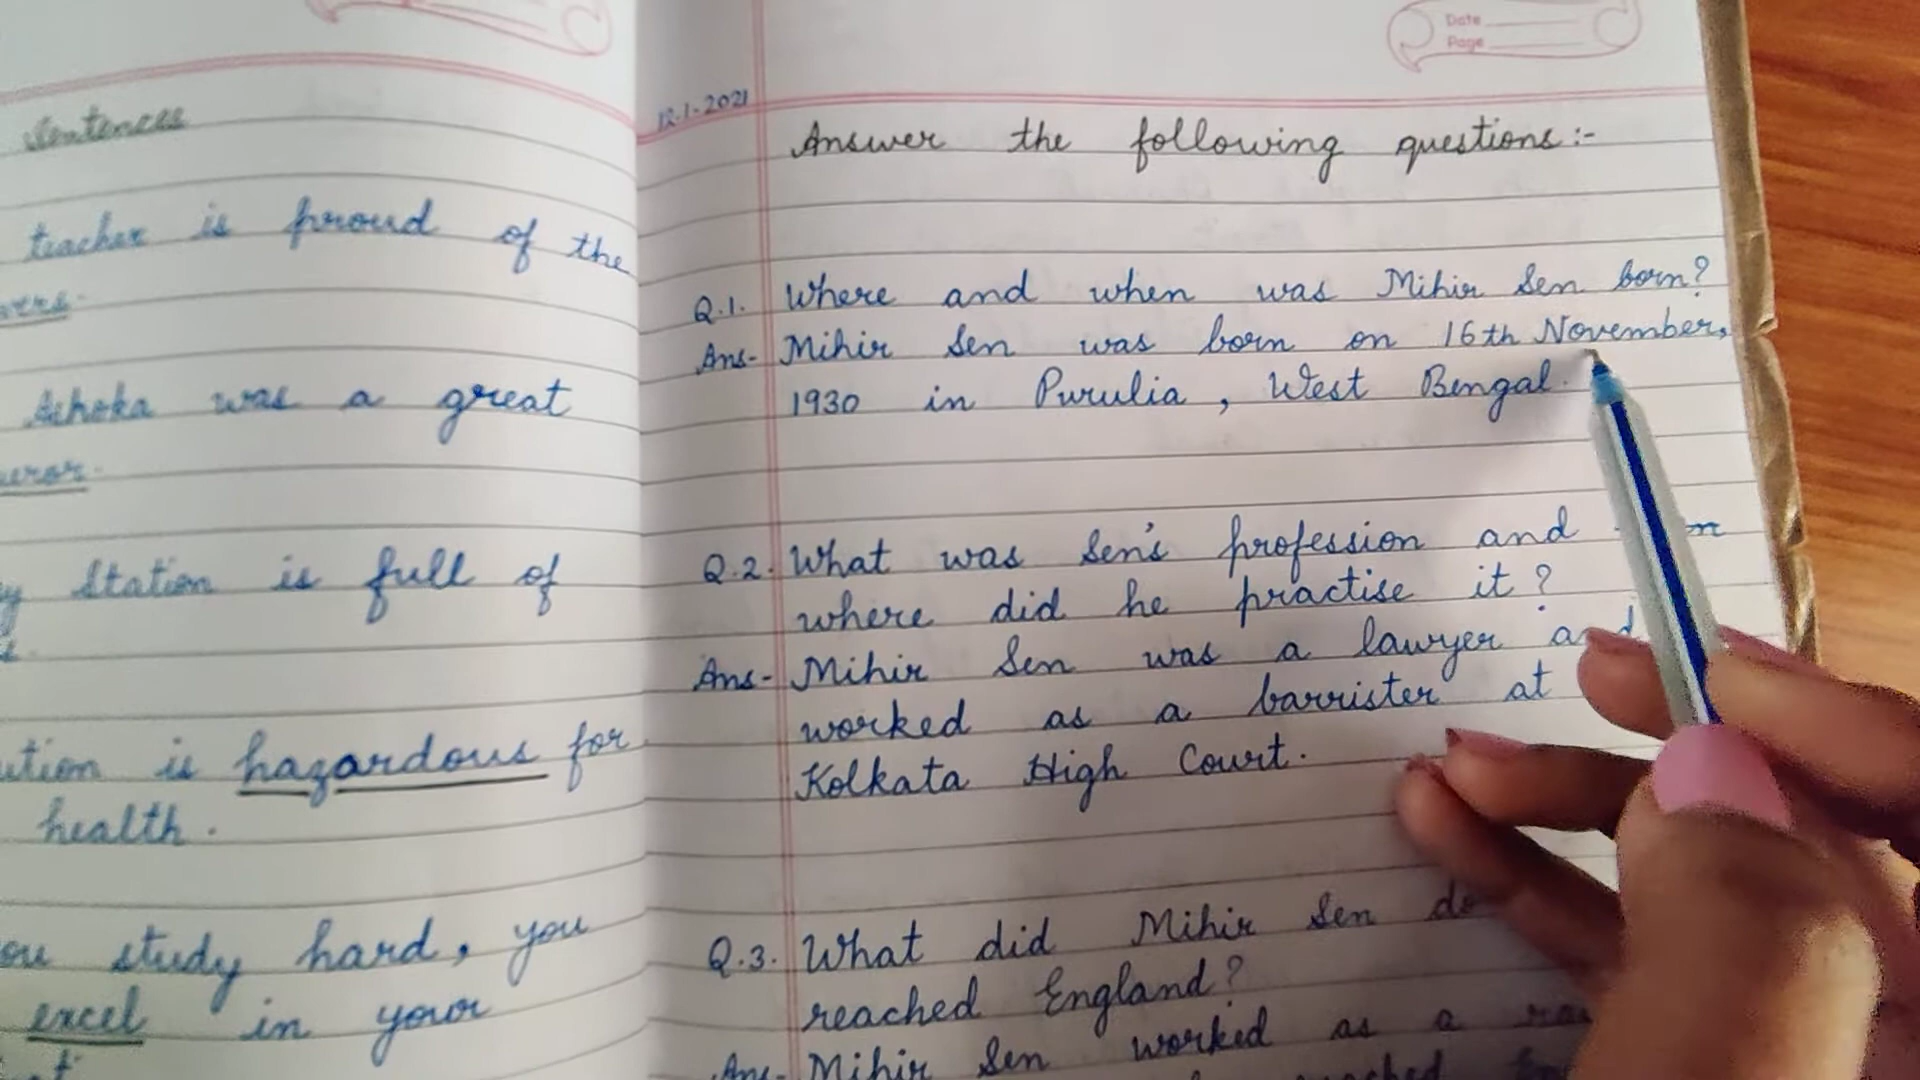 Sentences
teacher is proud of the
Ashoka was a great
Station is full of
is hazardous for
health.
study hard, you
excel in your
Date
Page
12-1-2021
Answer the following questions:-
Q.1. Where and when was Mihir Sen born?
Ans- Mihir Sen was born on 16th November,
1930 in Purulia, West Bengal.
Q.2. What was Sen's profession and
where did he practise it?
Ans- Mihir Sen was a lawyer and
worked as a barrister at
Kolkata High Court.
Q.3. What did Mihir Sen
reached England?
Ans- Mihir Sen worked as a